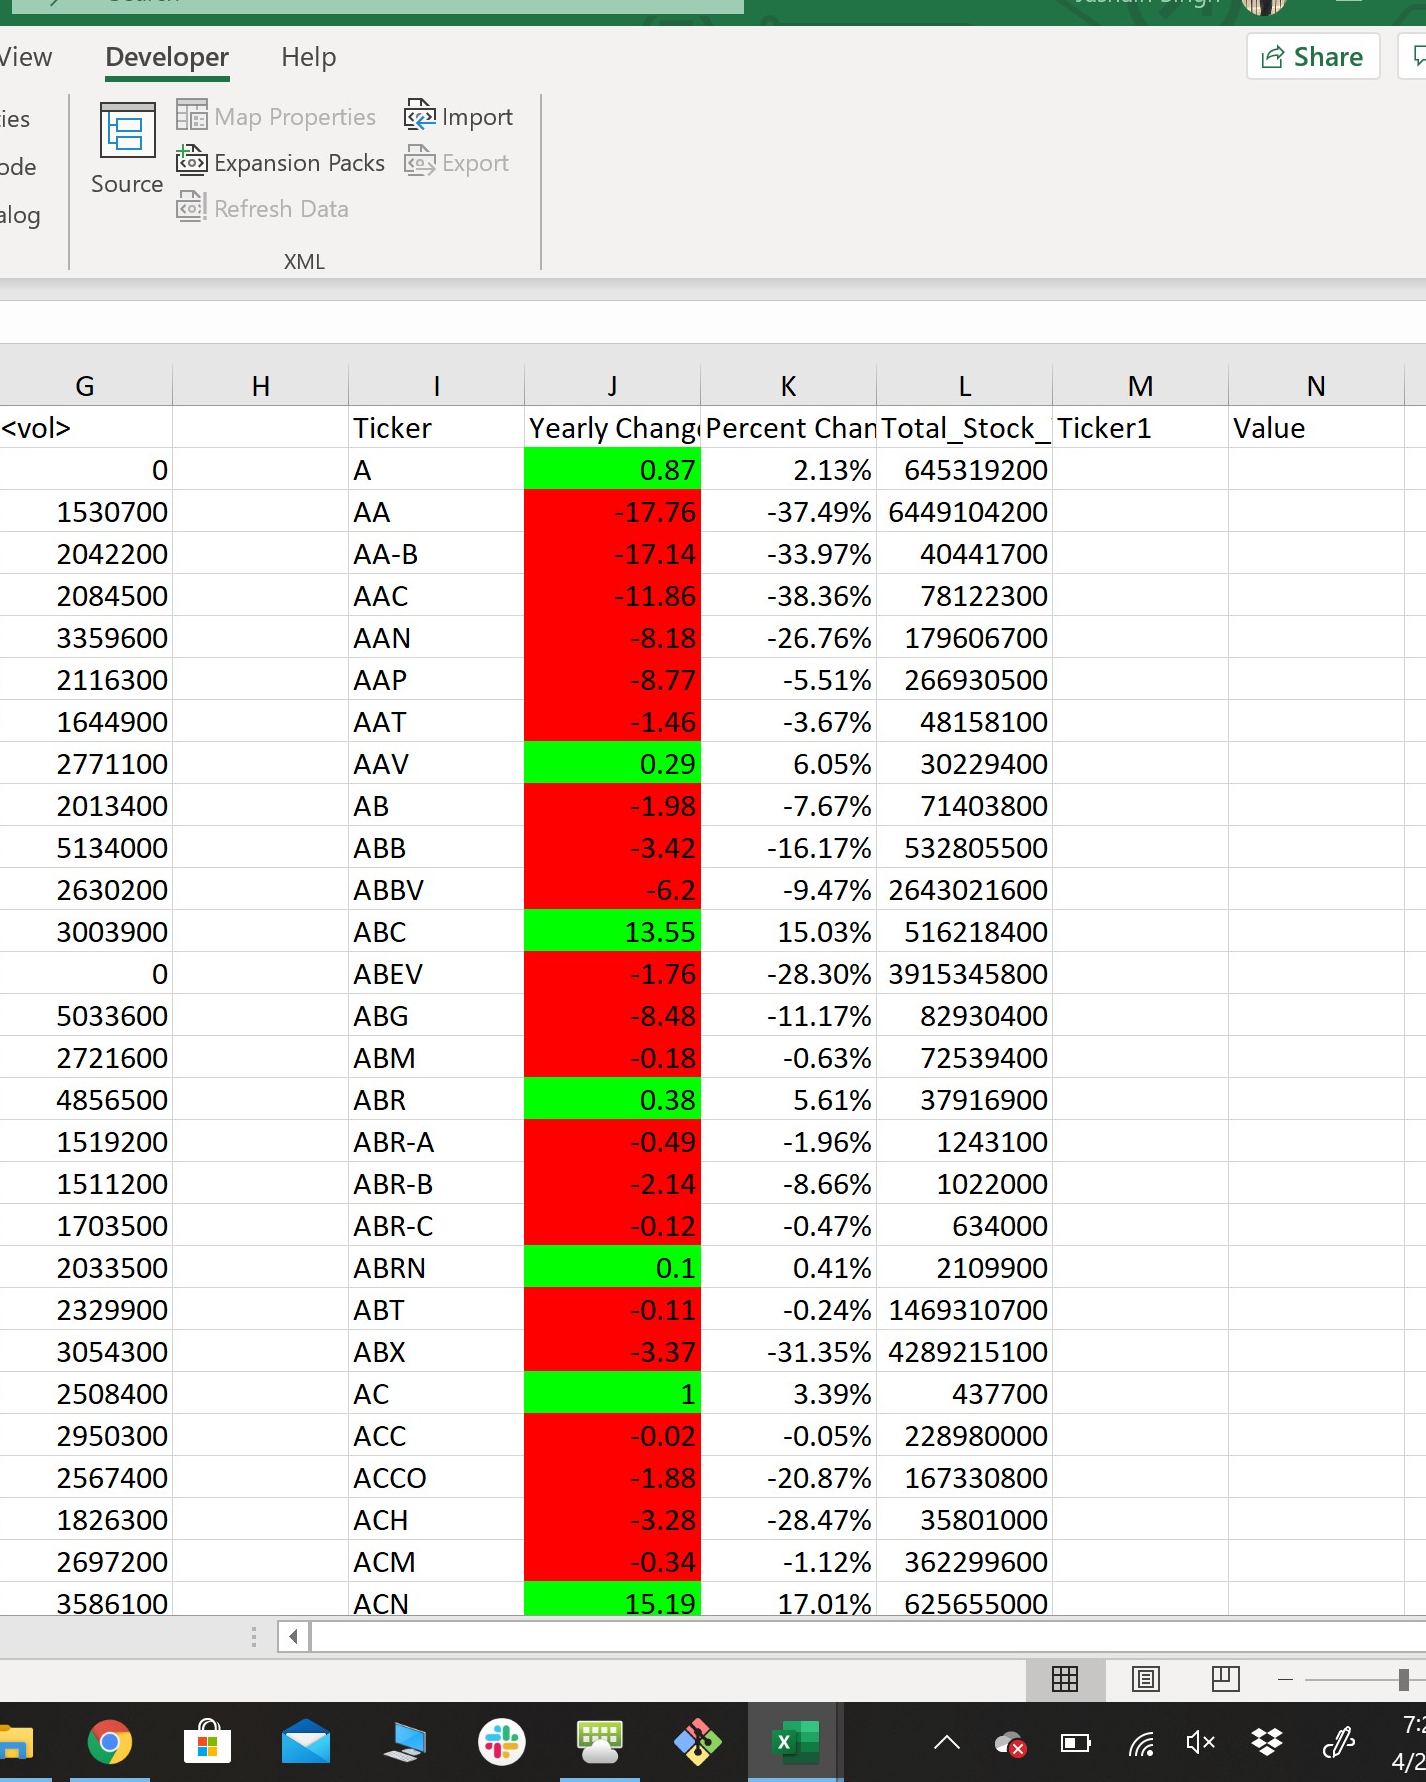 View Developer Help Share
Map Properties Import
Expansion Packs Export
Source
Refresh Data
XML
G H I J K L M N
<vol> Ticker Yearly Chang Percent Chan Total_Stock_ Ticker1 Value
0 A 0.87 2.13% 645319200
1530700 AA -17.76 -37.49% 6449104200
2042200 AA-B -17.14 -33.97% 40441700
2084500 AAC -11.86 -38.36% 78122300
3359600 AAN -8.18 -26.76% 179606700
2116300 AAP -8.77 -5.51% 266930500
1644900 AAT -1.46 -3.67% 48158100
2771100 AAV 0.29 6.05% 30229400
2013400 AB -1.98 -7.67% 71403800
5134000 ABB -3.42 -16.17% 532805500
2630200 ABBV -6.2 -9.47% 2643021600
3003900 ABC 13.55 15.03% 516218400
0 ABEV -1.76 -28.30% 3915345800
5033600 ABG -8.48 -11.17% 82930400
2721600 ABM -0.18 -0.63% 72539400
4856500 ABR 0.38 5.61% 37916900
1519200 ABR-A -0.49 -1.96% 1243100
1511200 ABR-B -2.14 -8.66% 1022000
1703500 ABR-C -0.12 -0.47% 634000
2033500 ABRN 0.1 0.41% 2109900
2329900 ABT -0.11 -0.24% 1469310700
3054300 ABX -3.37 -31.35% 4289215100
2508400 AC 1 3.39% 437700
2950300 ACC -0.02 -0.05% 228980000
2567400 ACCO -1.88 -20.87% 167330800
1826300 ACH -3.28 -28.47% 35801000
2697200 ACM -0.34 -1.12% 362299600
3586100 ACN 15.19 17.01% 625655000